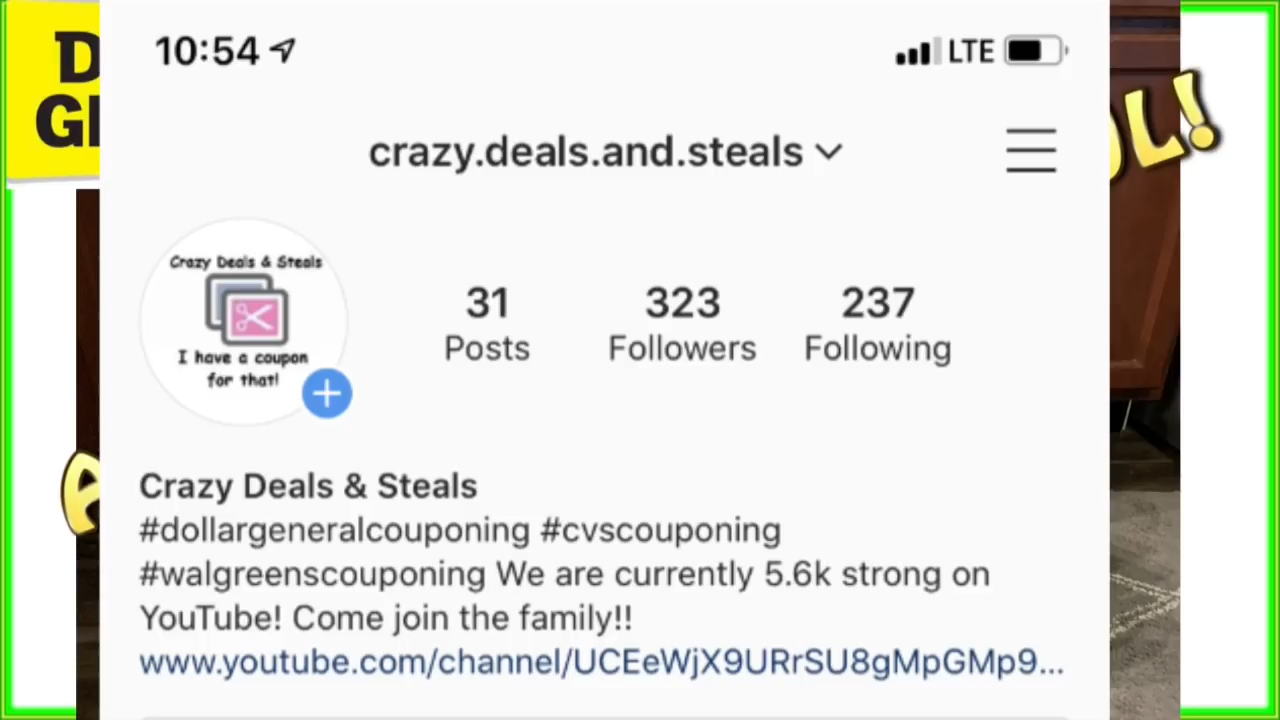 10:54
LTE
crazy.deals.and.steals
Crazy Deals & Steals
I have a coupon
for that!
31
Posts
323
Followers
237
Following
Crazy Deals & Steals
#dollargeneralcouponing #cvscouponing
#walgreenscouponing We are currently 5.6k strong on
YouTube! Come join the family!!
www.youtube.com/channel/UCEeWjX9URrSU8gMpGMp9...